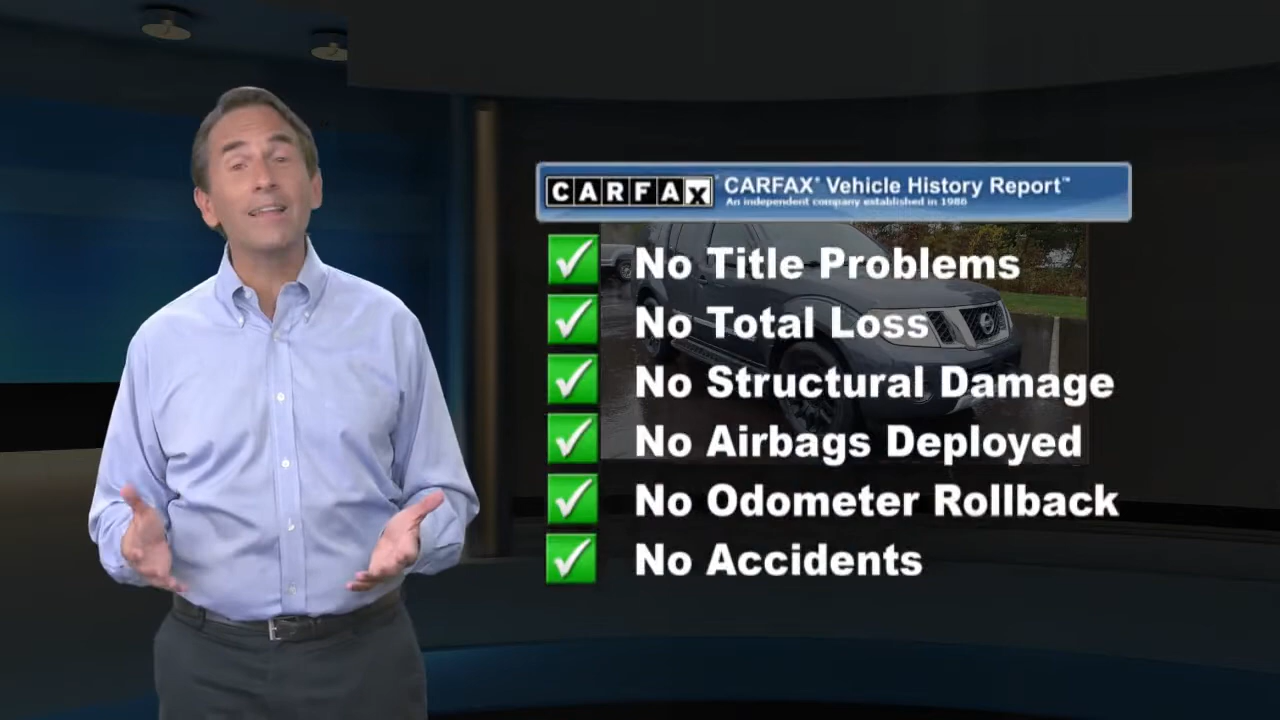 CARFAX CARFAX® Vehicle History Report™
An independent company established in 1986
No Title Problems
No Total Loss
No Structural Damage
No Airbags Deployed
No Odometer Rollback
No Accidents